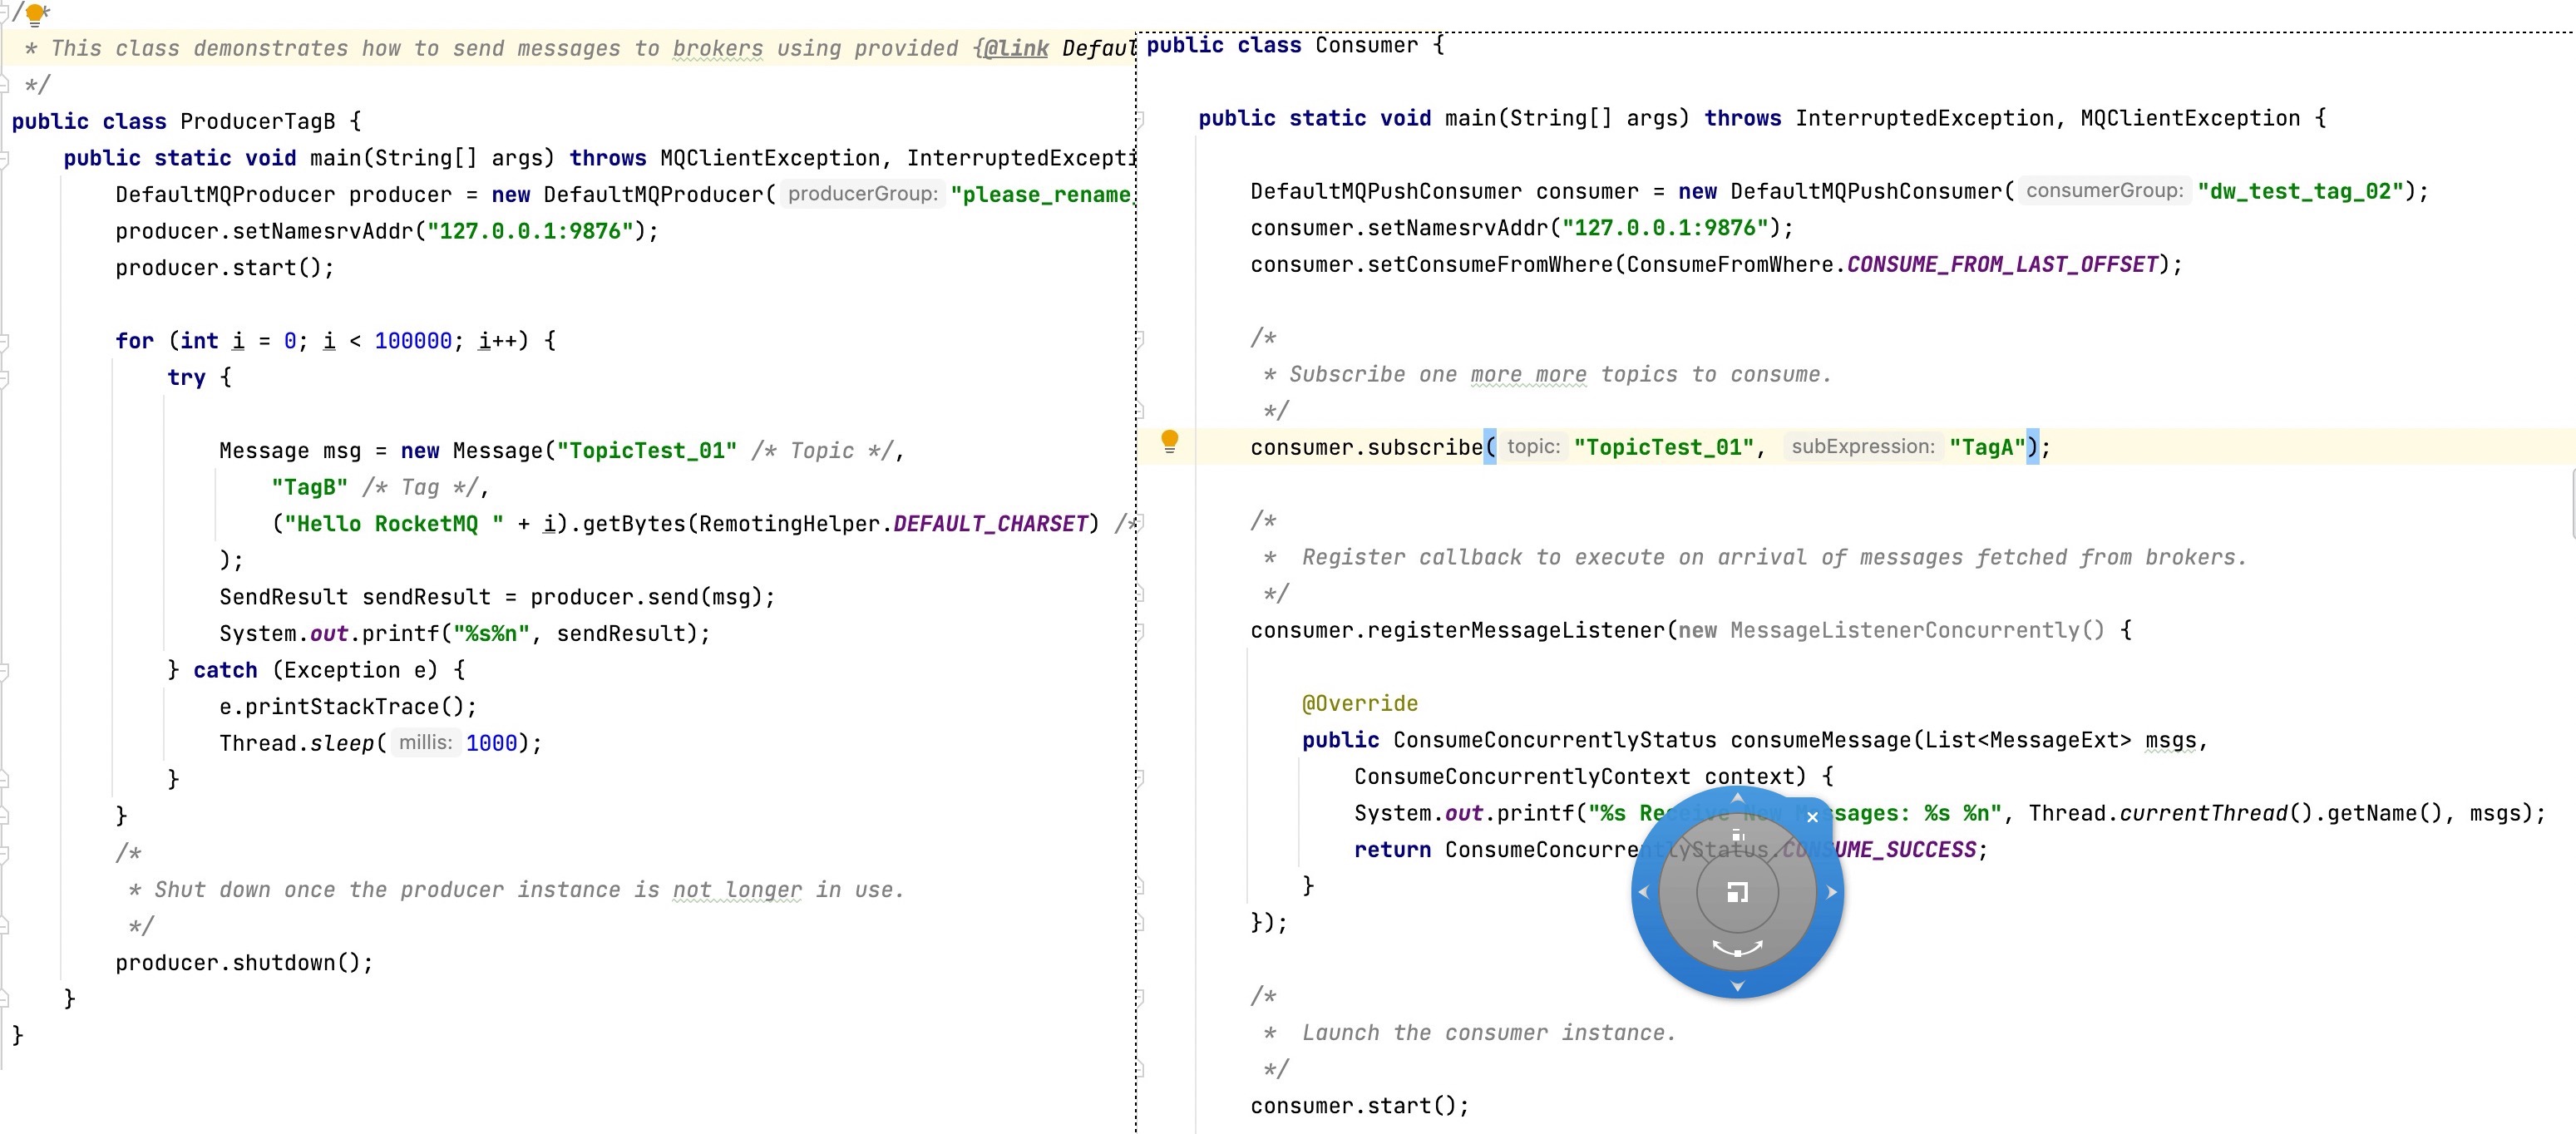 /**
* This class demonstrates how to send messages to brokers using provided {@link Defaul
*/
public class ProducerTagB {
public static void main(String[] args) throws MQClientException, InterruptedExcepti
DefaultMQProducer producer = new DefaultMQProducer( producerGroup: "please_rename_
producer.setNamesrvAddr("127.0.0.1:9876");
producer.start();
for (int i = 0; i < 100000; i++) {
try {
Message msg = new Message("TopicTest_01" /* Topic */,
"TagB" /* Tag */,
("Hello RocketMQ " + i).getBytes(RemotingHelper.DEFAULT_CHARSET) /*
);
SendResult sendResult = producer.send(msg);
System.out.printf("%s%n", sendResult);
} catch (Exception e) {
e.printStackTrace();
Thread.sleep( millis: 1000);
}
}
/*
* Shut down once the producer instance is not longer in use.
*/
producer.shutdown();
}
}
public class Consumer {
public static void main(String[] args) throws InterruptedException, MQClientException {
DefaultMQPushConsumer consumer = new DefaultMQPushConsumer( consumerGroup: "dw_test_tag_02");
consumer.setNamesrvAddr("127.0.0.1:9876");
consumer.setConsumeFromWhere(ConsumeFromWhere.CONSUME_FROM_LAST_OFFSET);
/*
* Subscribe one more more topics to consume.
*/
consumer.subscribe( topic: "TopicTest_01", subExpression: "TagA");
/*
* Register callback to execute on arrival of messages fetched from brokers.
*/
consumer.registerMessageListener(new MessageListenerConcurrently() {
@Override
public ConsumeConcurrentlyStatus consumeMessage(List<MessageExt> msgs,
ConsumeConcurrentlyContext context) {
System.out.printf("%s Receive New Messages: %s %n", Thread.currentThread().getName(), msgs);
return ConsumeConcurrentlyStatus.CONSUME_SUCCESS;
}
});
/*
* Launch the consumer instance.
*/
consumer.start();